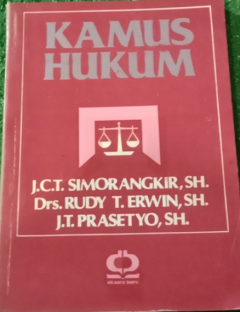 KAMUS
HUKUM
J.C.T. SIMORANGKIR, SH.
Drs. RUDY T. ERWIN, SH.
J.T. PRASETYO, SH.